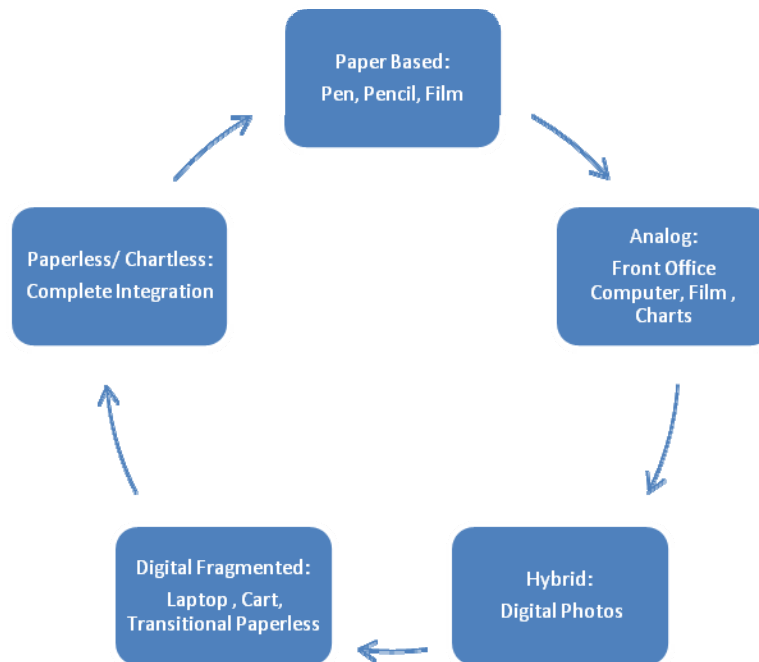 Paper Based:
Pen, Pencil, Film
Analog:
Front Office
Computer, Film ,
Charts
Hybrid:
Digital Photos
Digital Fragmented:
Laptop , Cart,
Transitional Paperless
Paperless/ Chartless:
Complete Integration